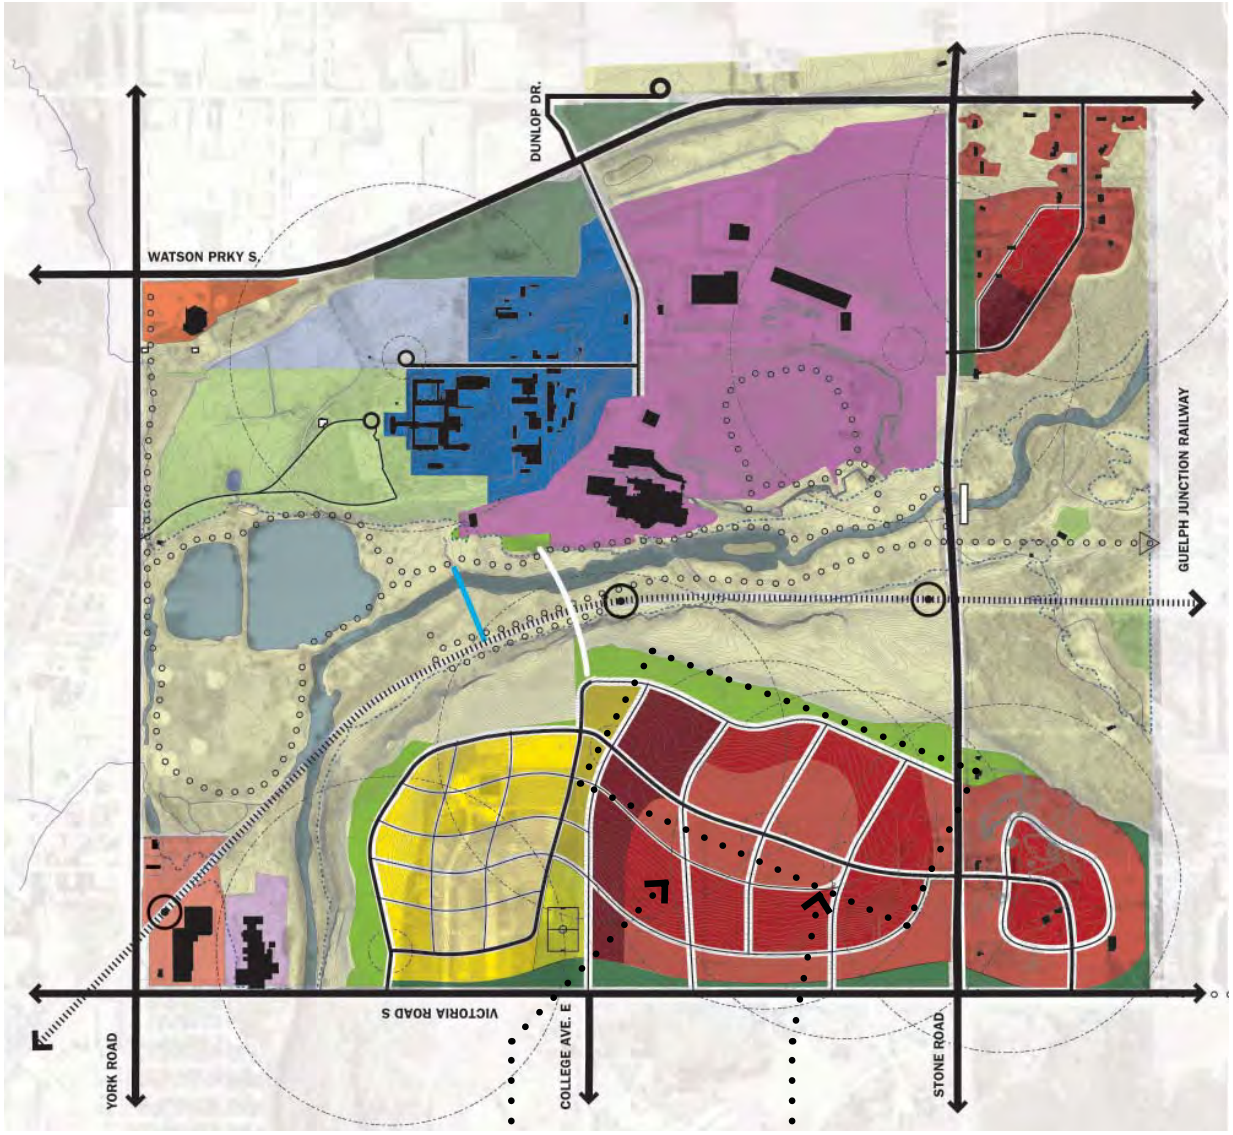 DUNLOP DR.
WATSON PRKY S.
GUELPH JUNCTION RAILWAY
VICTORIA ROAD S
YORK ROAD
COLLEGE AVE. E
STONE ROAD